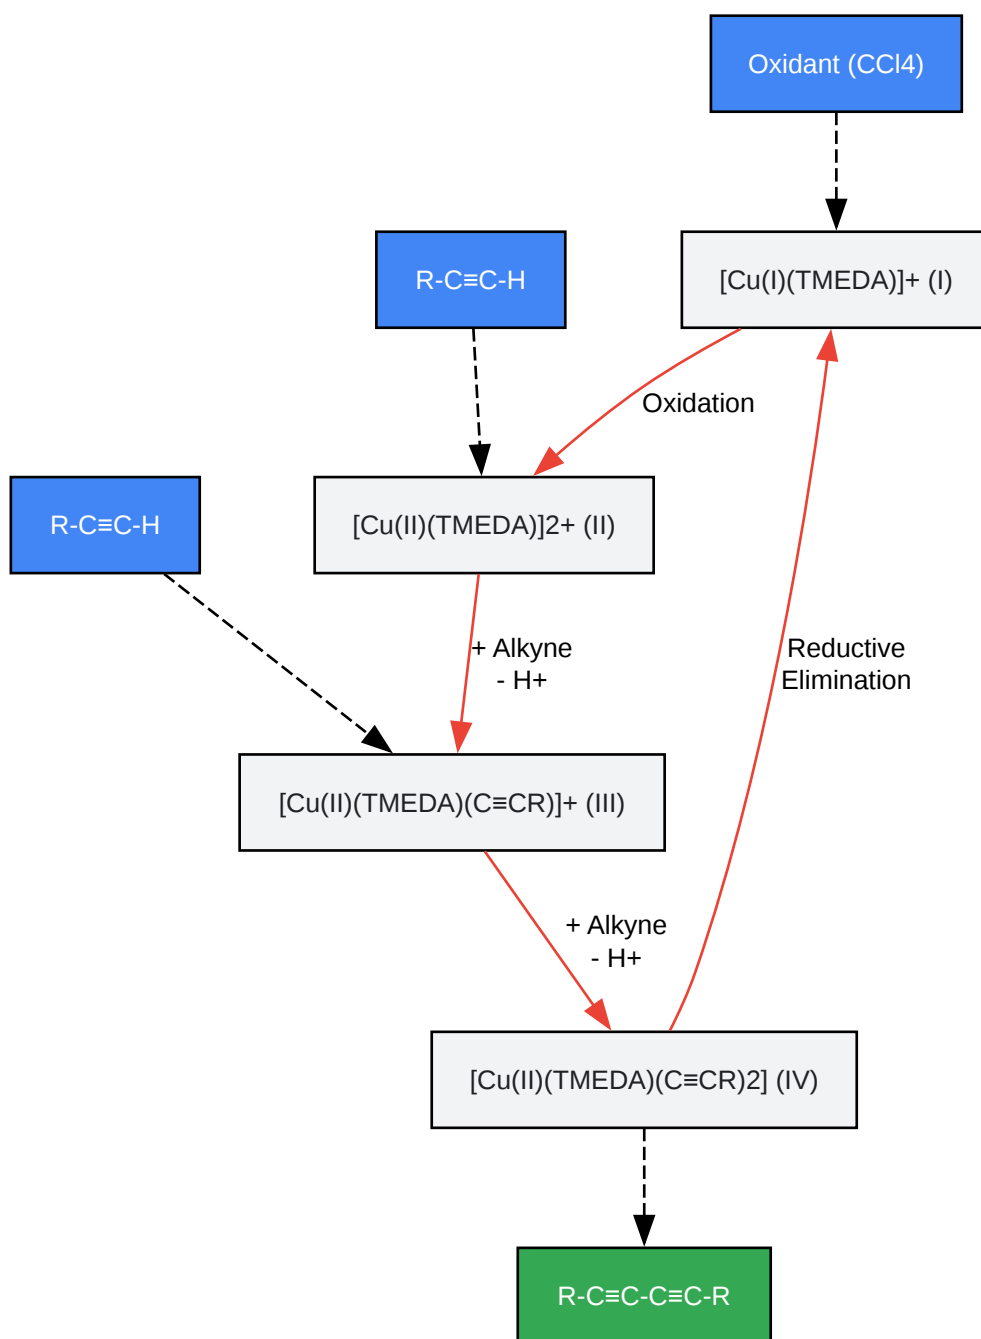 Oxidant (CCl4)
R-C≡C-H
[Cu(I)(TMEDA)]+ (I)
Oxidation
R-C≡C-H
[Cu(II)(TMEDA)]2+ (II)
+ Alkyne
- H+
Reductive
Elimination
[Cu(II)(TMEDA)(C≡CR)]+ (III)
+ Alkyne
- H+
[Cu(II)(TMEDA)(C≡CR)2] (IV)
R-C≡C-C≡C-R